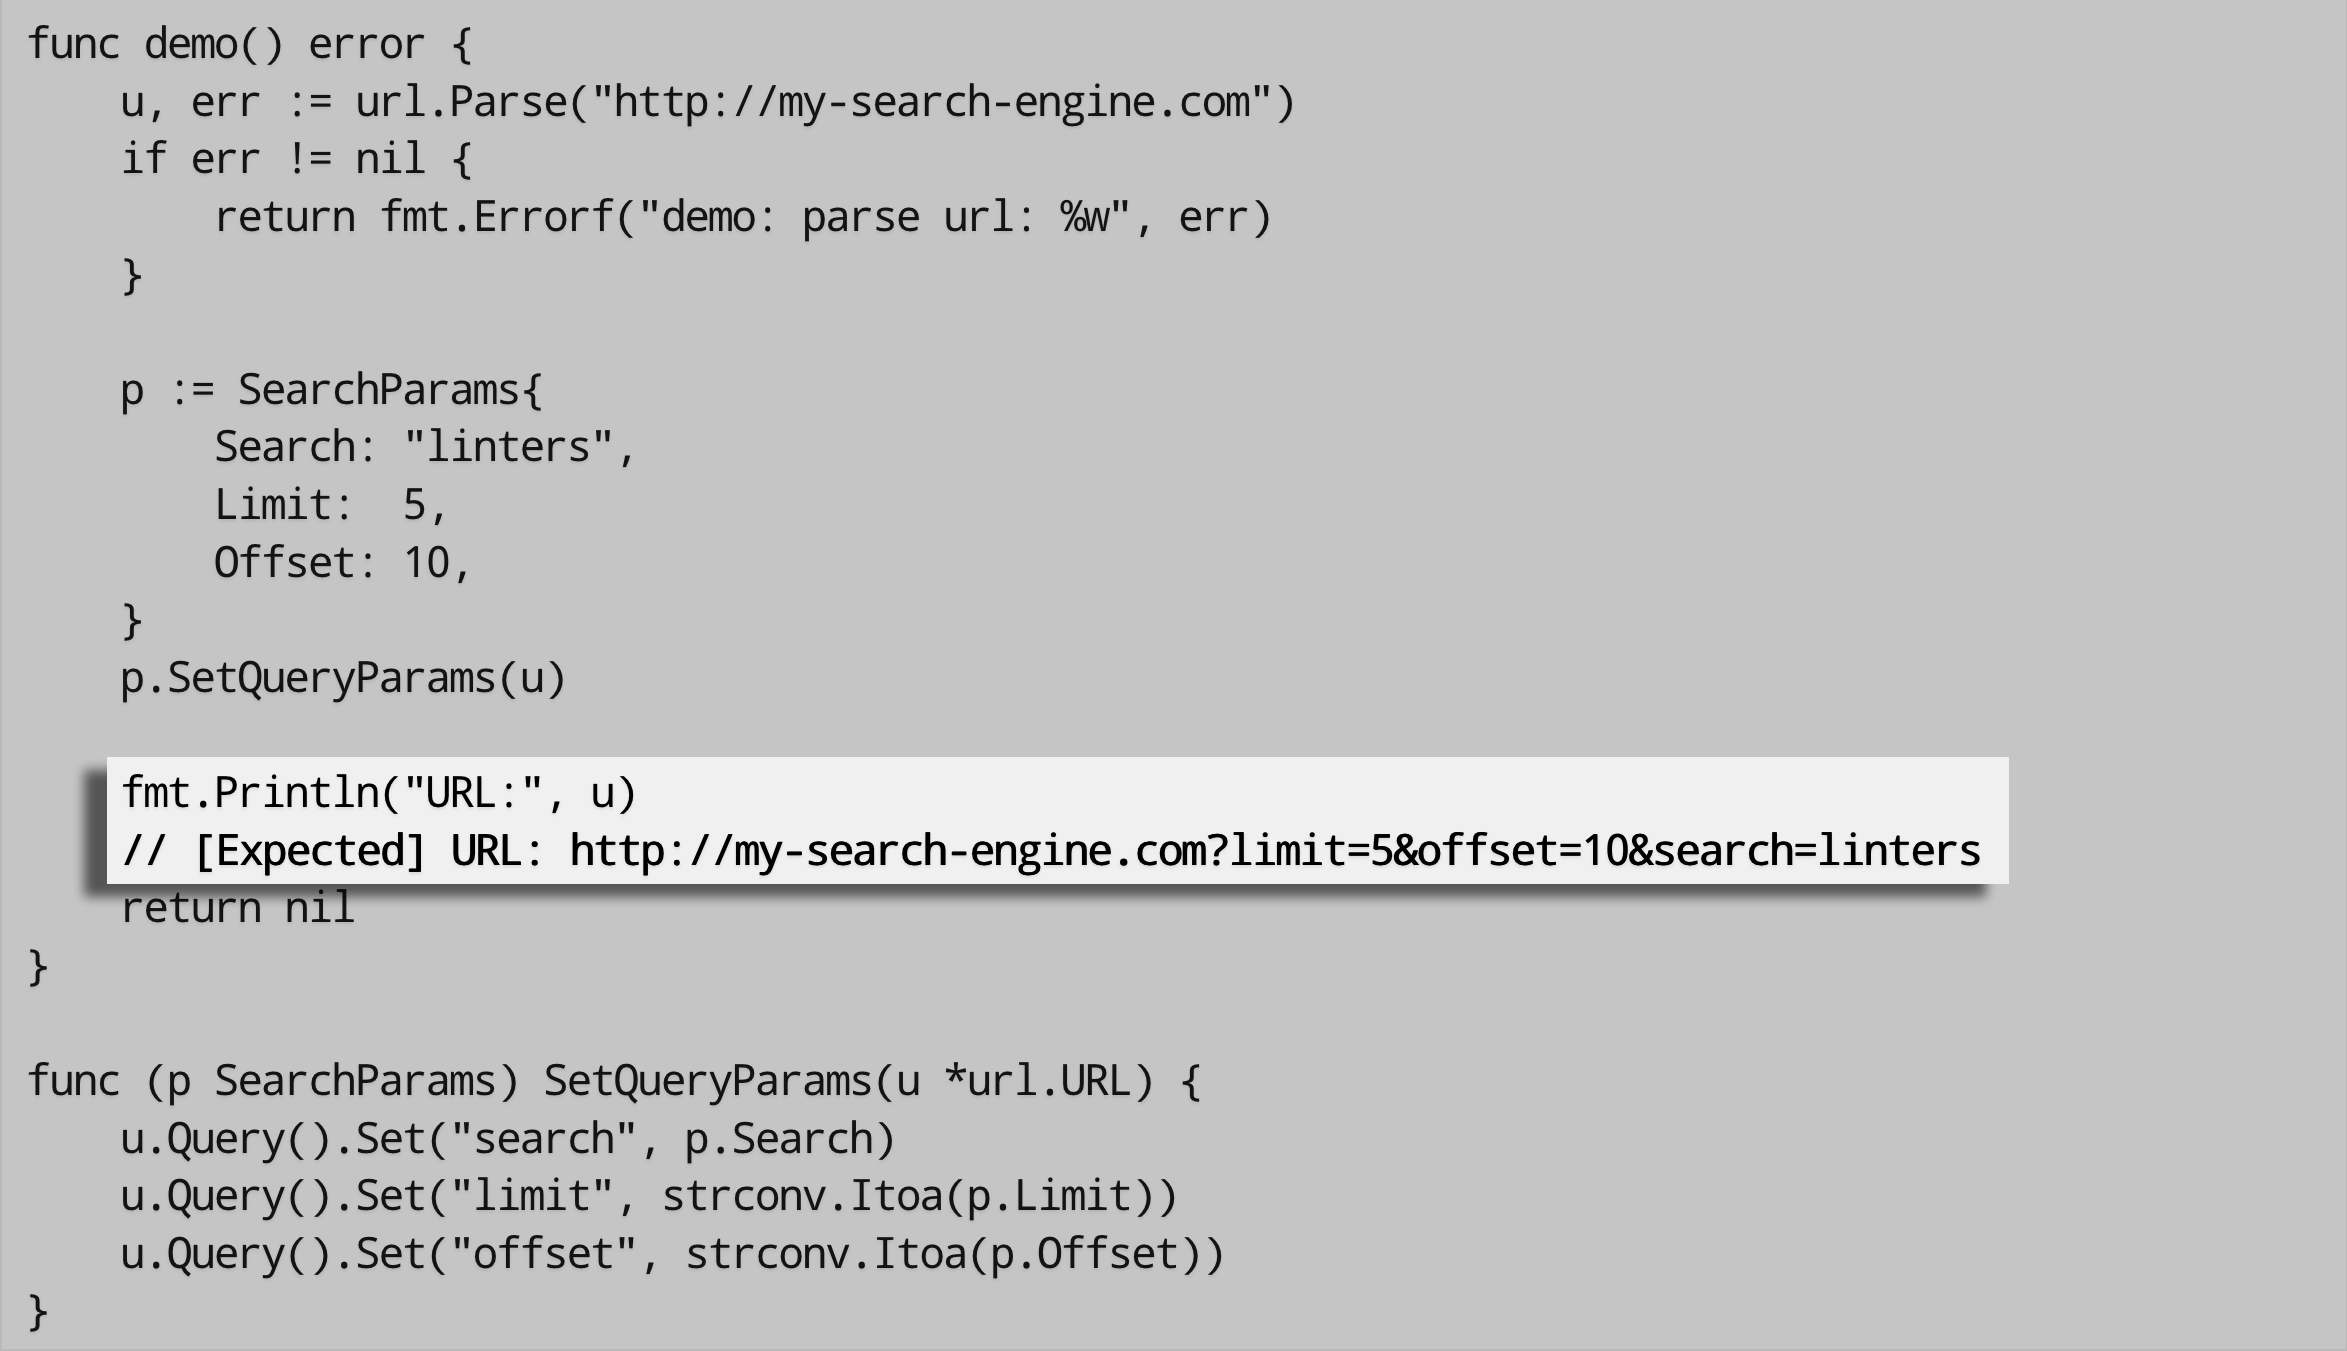 func demo() error {
    u, err := url.Parse("http://my-search-engine.com")
    if err != nil {
        return fmt.Errorf("demo: parse url: %w", err)
    }

    p := SearchParams{
        Search: "linters",
        Limit:  5,
        Offset: 10,
    }
    p.SetQueryParams(u)

    fmt.Println("URL:", u)
    // [Expected] URL: http://my-search-engine.com?limit=5&offset=10&search=linters
    return nil
}

func (p SearchParams) SetQueryParams(u *url.URL) {
    u.Query().Set("search", p.Search)
    u.Query().Set("limit", strconv.Itoa(p.Limit))
    u.Query().Set("offset", strconv.Itoa(p.Offset))
}